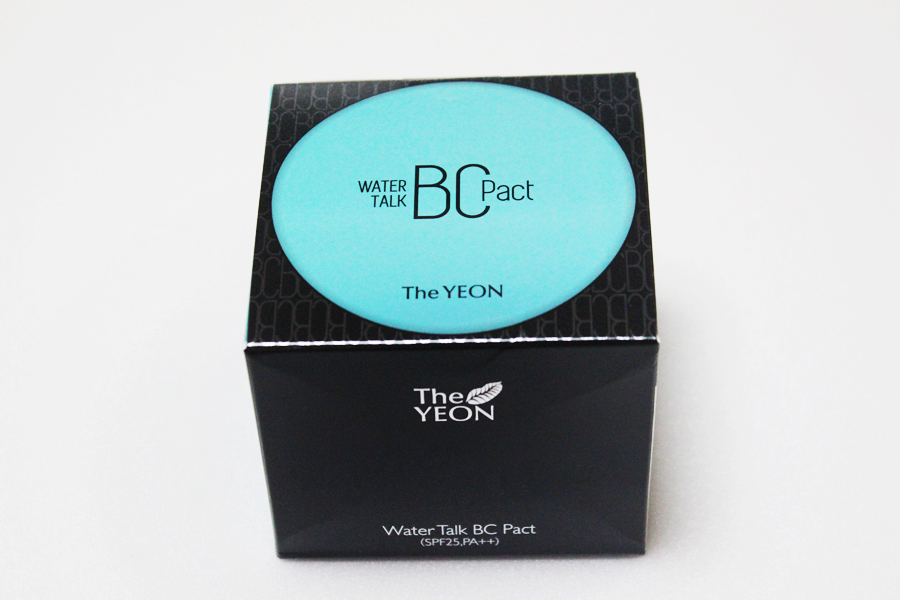 WATER TALK BC Pact
The YEON
The
YEON
Water Talk BC Pact
(SPF25,PA++)